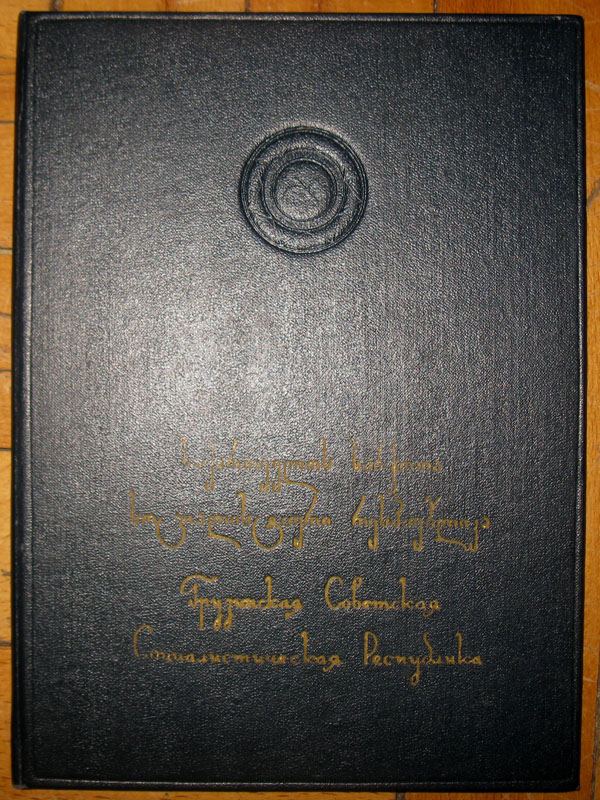 საქართველოს საბჭოთა
სოციალისტური რესპუბლიკა
Грузинская Советская
Социалистическая Республика